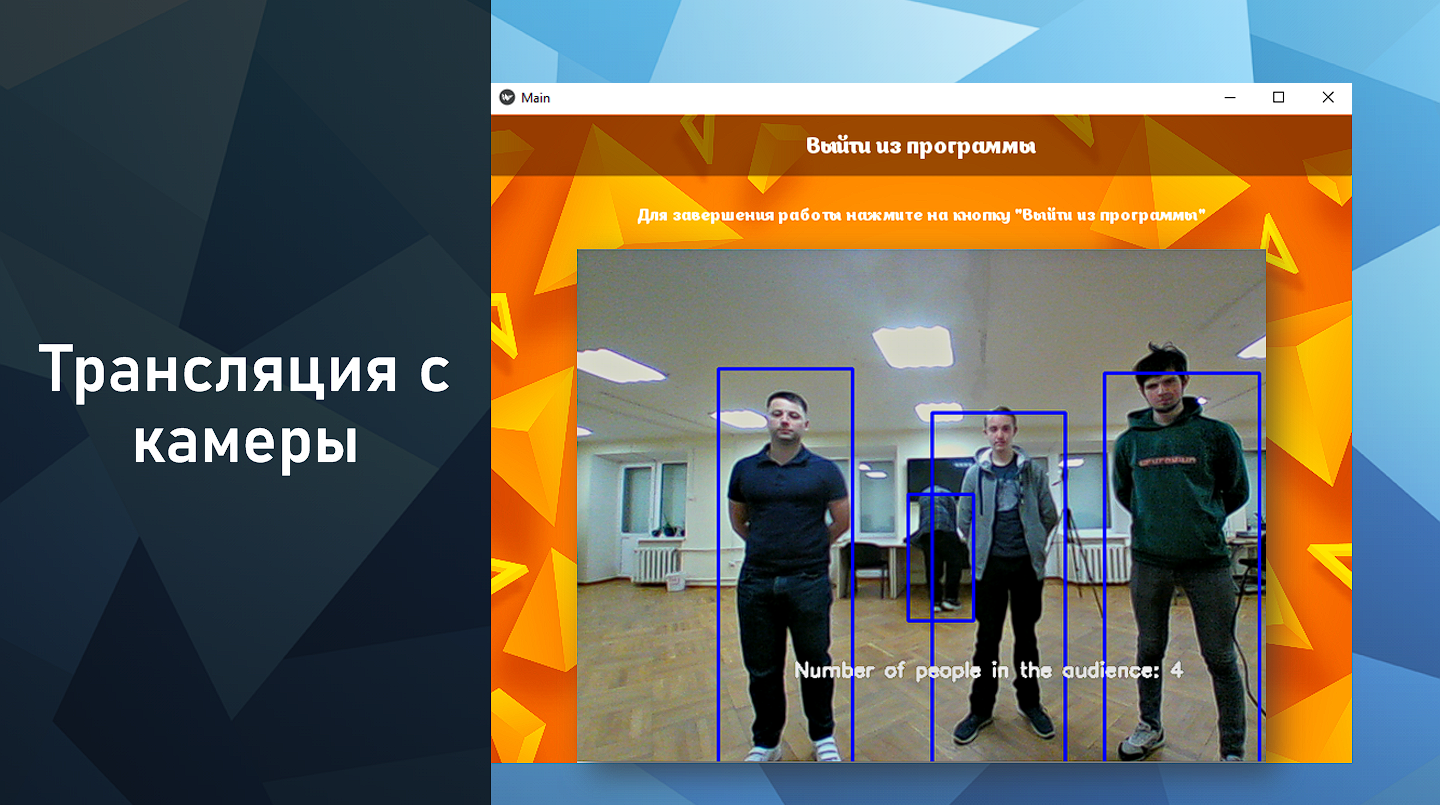 Трансляция с
камеры
Main
Выйти из программы
Для завершения работы нажмите на кнопку "Выйти из программы"
Number of people in the audience: 4